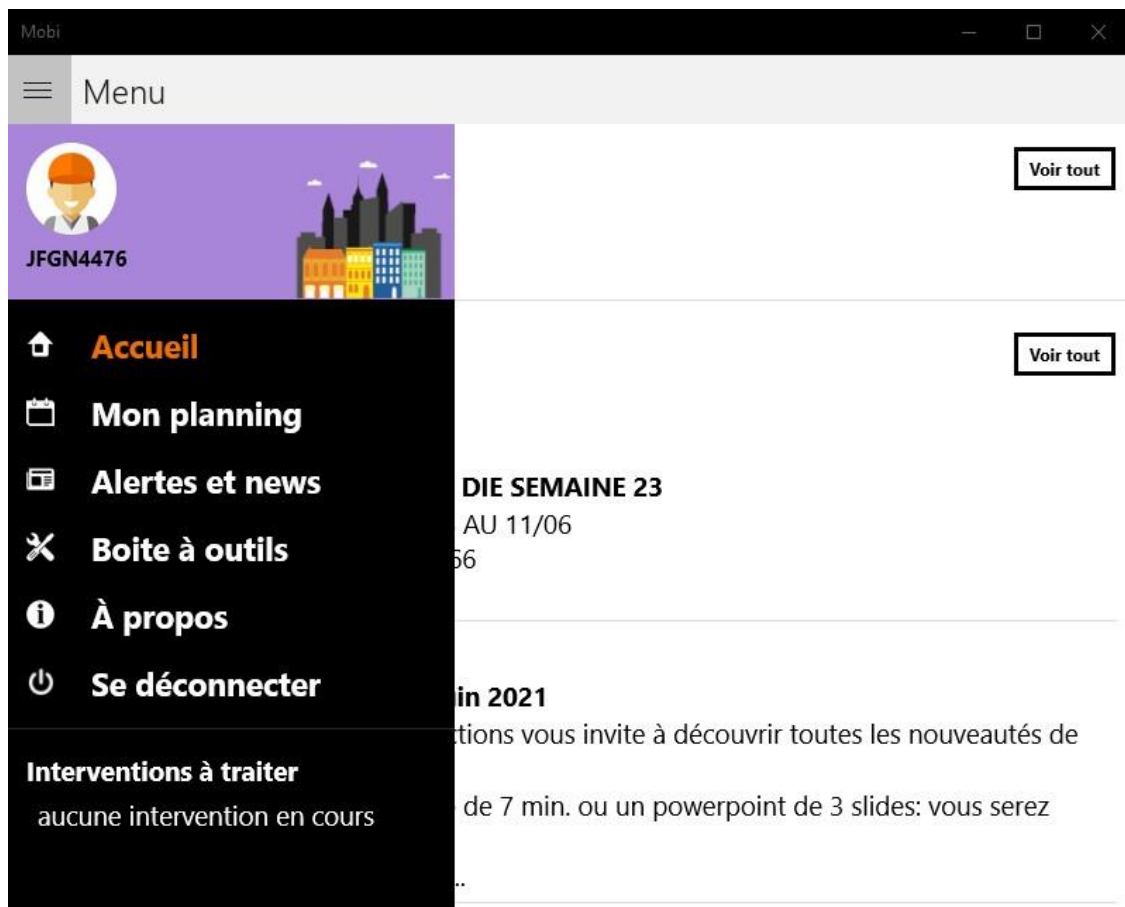 Mobi
Menu
JFGN4476
Voir tout
Accueil
Voir tout
Mon planning
Alertes et news
DIE SEMAINE 23
AU 11/06
Boite à outils
66
À propos
Se déconnecter
in 2021
ctions vous invite à découvrir toutes les nouveautés de
Interventions à traiter
aucune intervention en cours
de 7 min. ou un powerpoint de 3 slides: vous serez
..